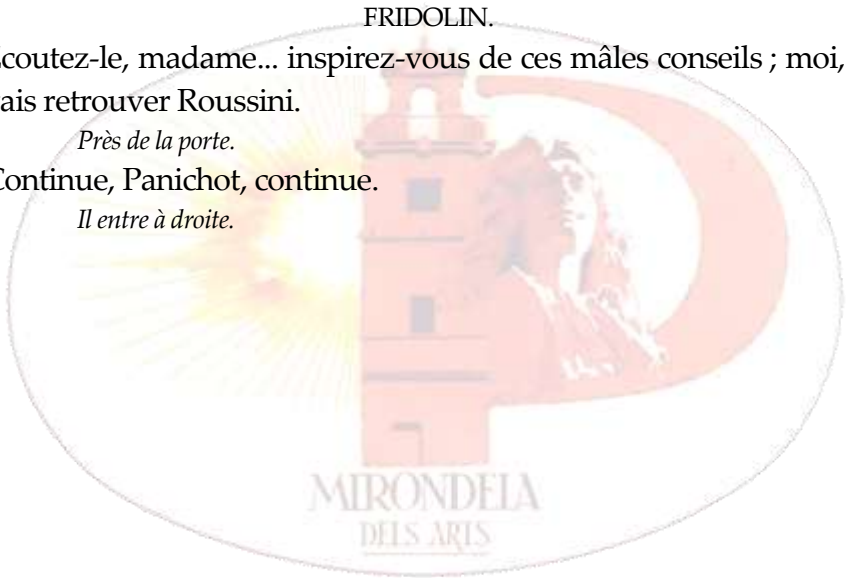 FRIDOLIN.
coutez-le, madame... inspirez-vous de ces mâles conseils ; moi,
ais retrouver Roussini.
Près de la porte.
Continue, Panichot, continue.
Il entre à droite.
MIRONDELA
DELS ARTS